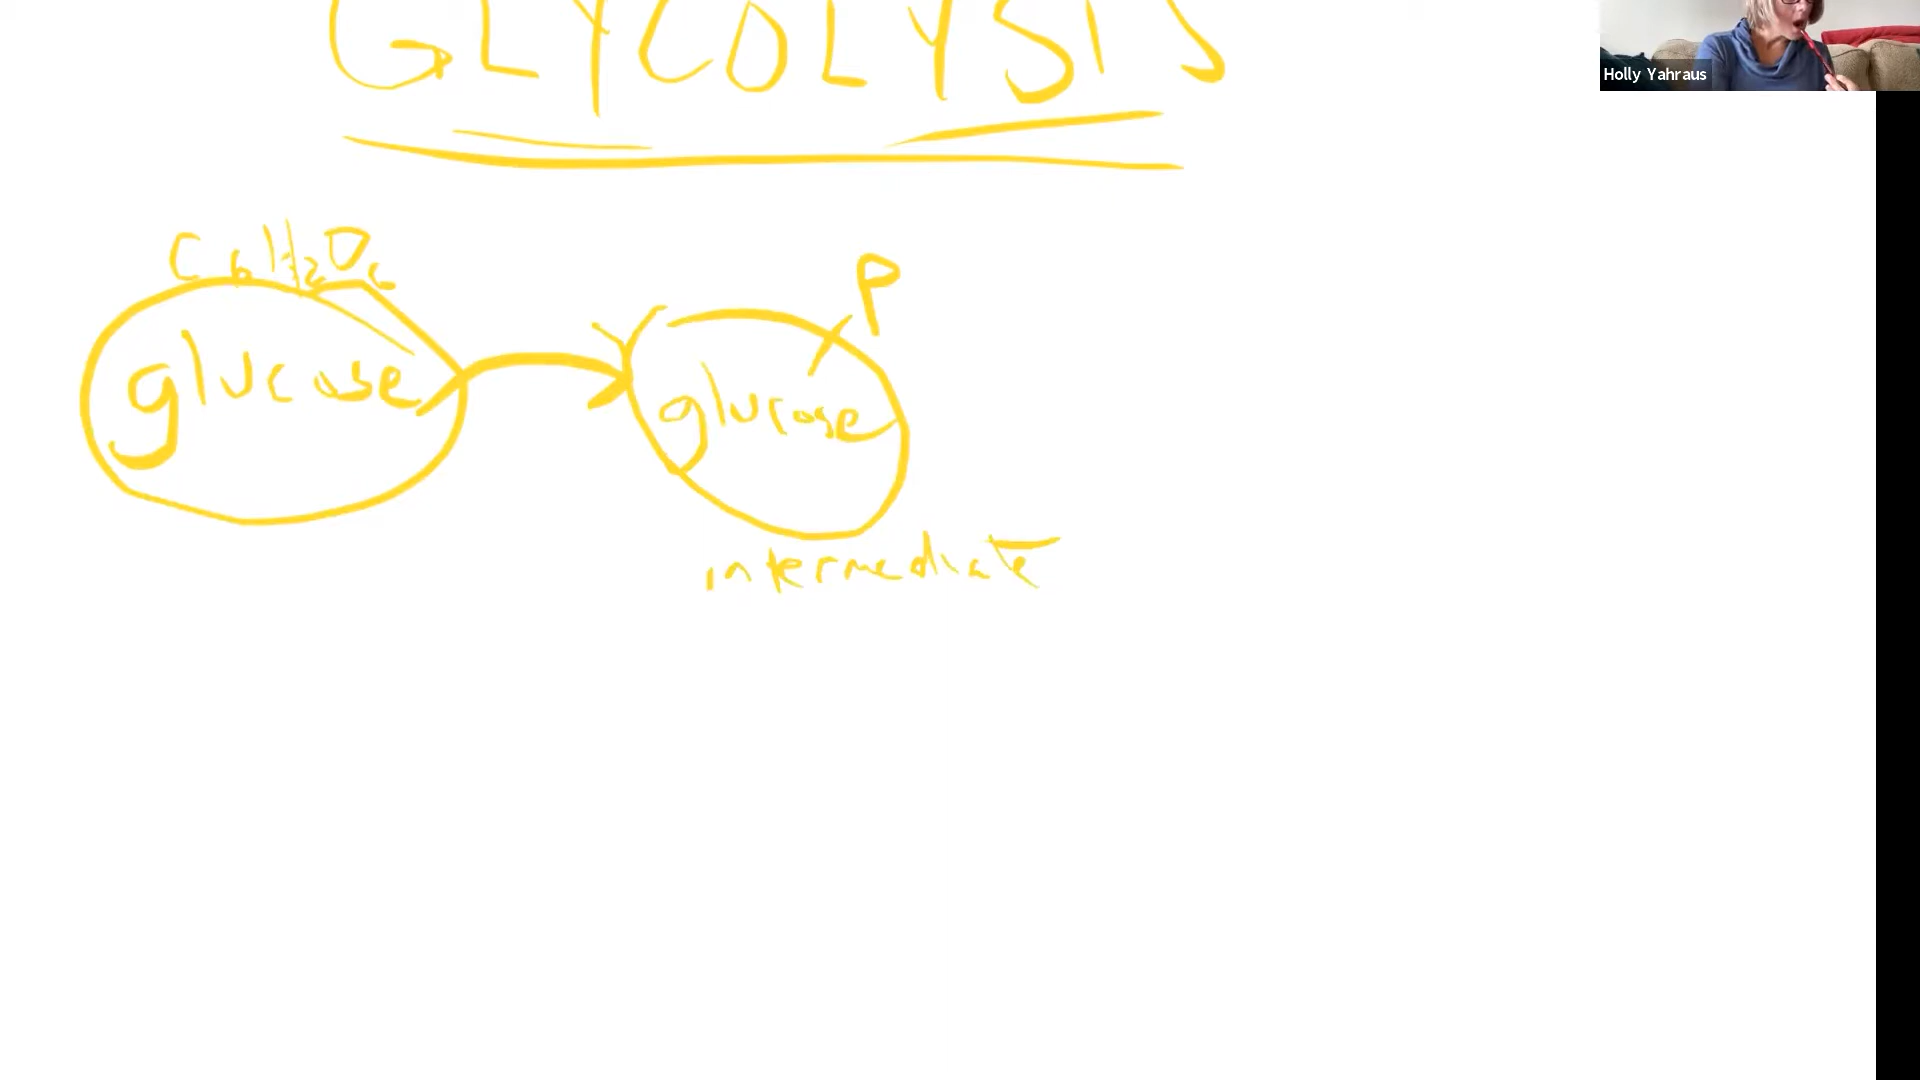 GLYCOLYSIS
Holly Yahraus
C6H12O6
P
glucose
glucose
intermediate